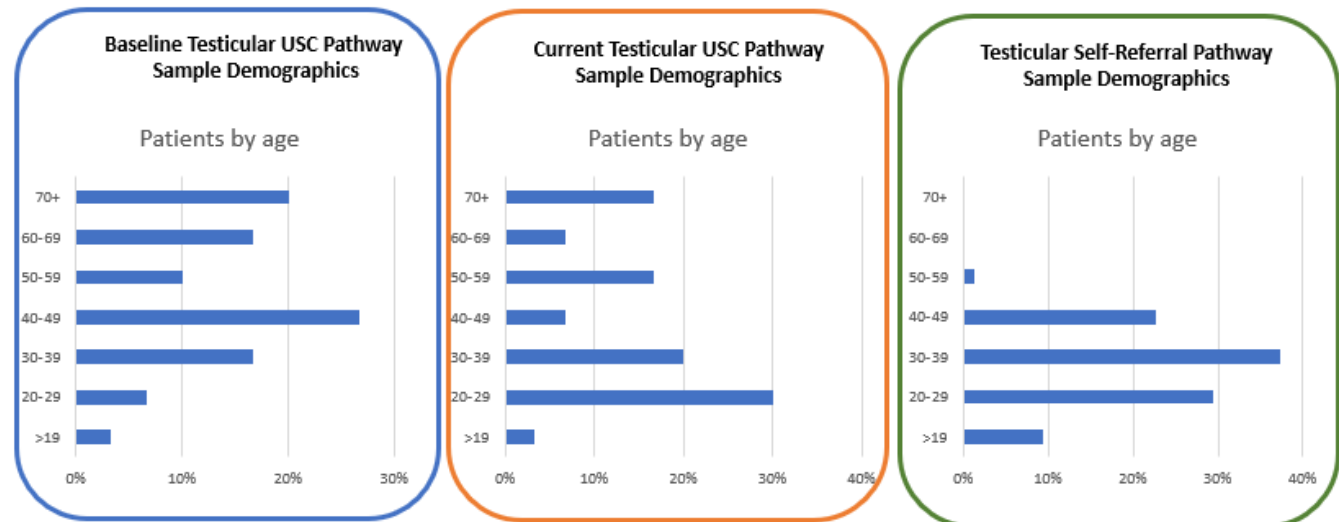 Baseline Testicular USC Pathway
Sample Demographics
Patients by age
70+
60-69
50-59
40-49
30-39
20-29
>19
0% 10% 20% 30%
Current Testicular USC Pathway
Sample Demographics
Patients by age
70+
60-69
50-59
40-49
30-39
20-29
>19
0% 10% 20% 30% 40%
Testicular Self-Referral Pathway
Sample Demographics
Patients by age
70+
60-69
50-59
40-49
30-39
20-29
>19
0% 10% 20% 30% 40%